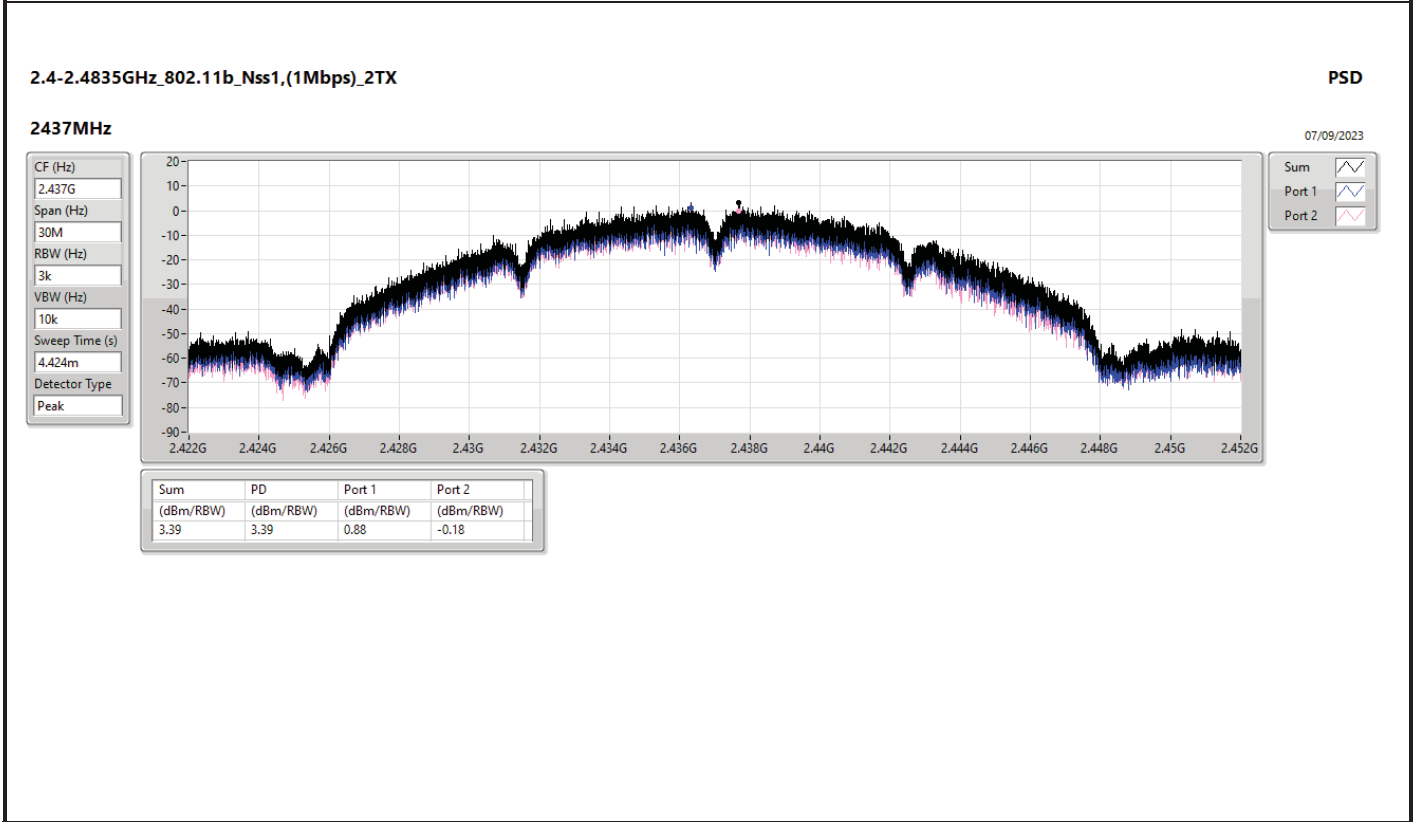 2.4-2.4835GHz_802.11b_Nss1,(1Mbps)_2TX PSD
2437MHz
07/09/2023
CF (Hz)
2.437G
Span (Hz)
30M
RBW (Hz)
3k
VBW (Hz)
10k
Sweep Time (s)
4.424m
Detector Type
Peak
20
10
0
-10
-20
-30
-40
-50
-60
-70
-80
-90
2.422G 2.424G 2.426G 2.428G 2.43G 2.432G 2.434G 2.436G 2.438G 2.44G 2.442G 2.444G 2.446G 2.448G 2.45G 2.452G
Sum
Port 1
Port 2
Sum PD Port 1 Port 2
(dBm/RBW) (dBm/RBW) (dBm/RBW) (dBm/RBW)
3.39 3.39 0.88 -0.18